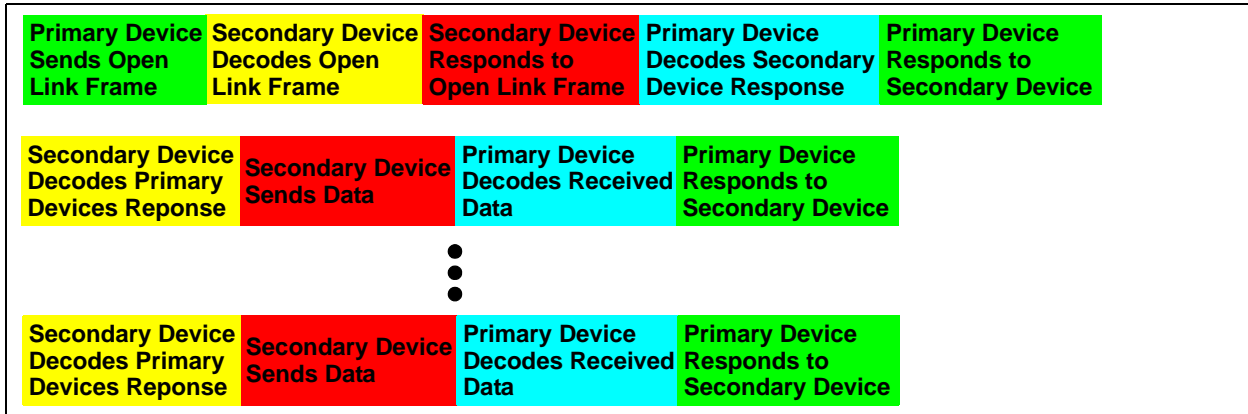 Primary Device
Sends Open
Link Frame
Secondary Device
Decodes Open
Link Frame
Secondary Device
Responds to
Open Link Frame
Primary Device
Decodes Secondary
Device Response
Primary Device
Responds to
Secondary Device
Secondary Device
Decodes Primary
Devices Reponse
Secondary Device
Sends Data
Primary Device
Decodes Received
Data
Primary Device
Responds to
Secondary Device
Secondary Device
Decodes Primary
Devices Reponse
Secondary Device
Sends Data
Primary Device
Decodes Received
Data
Primary Device
Responds to
Secondary Device